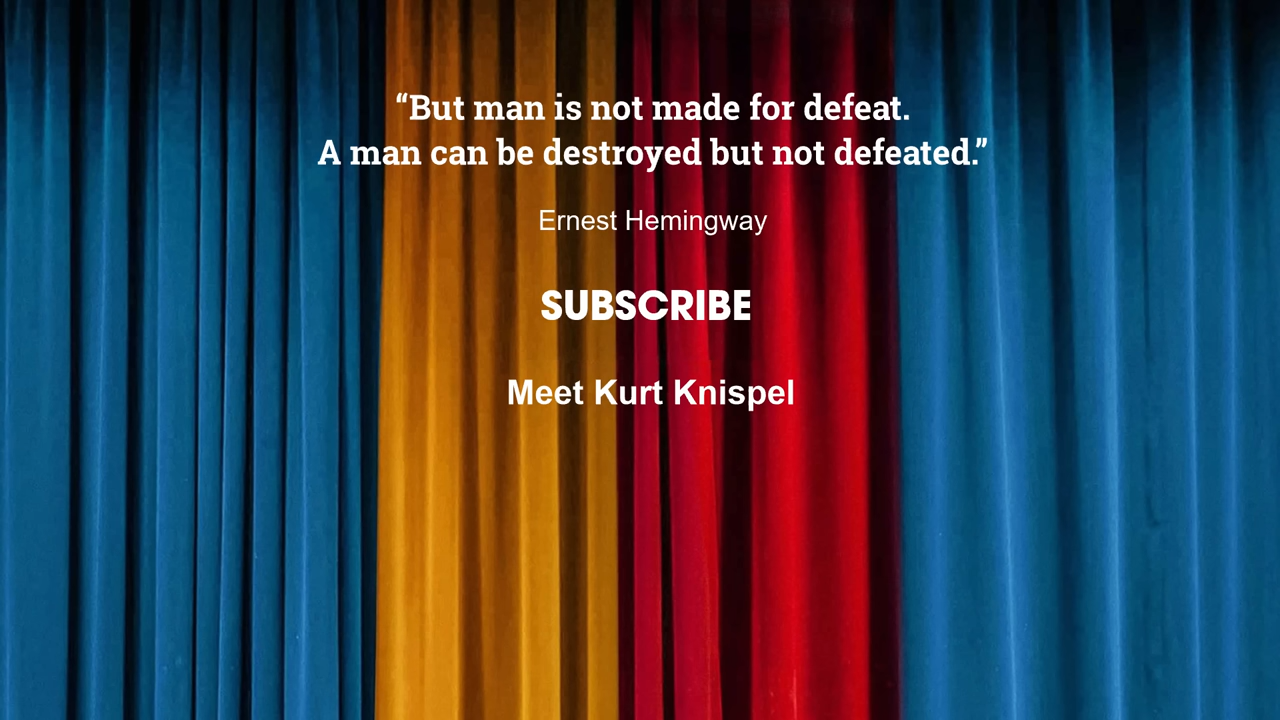 “But man is not made for defeat.
A man can be destroyed but not defeated.”
Ernest Hemingway
SUBSCRIBE
Meet Kurt Knispel